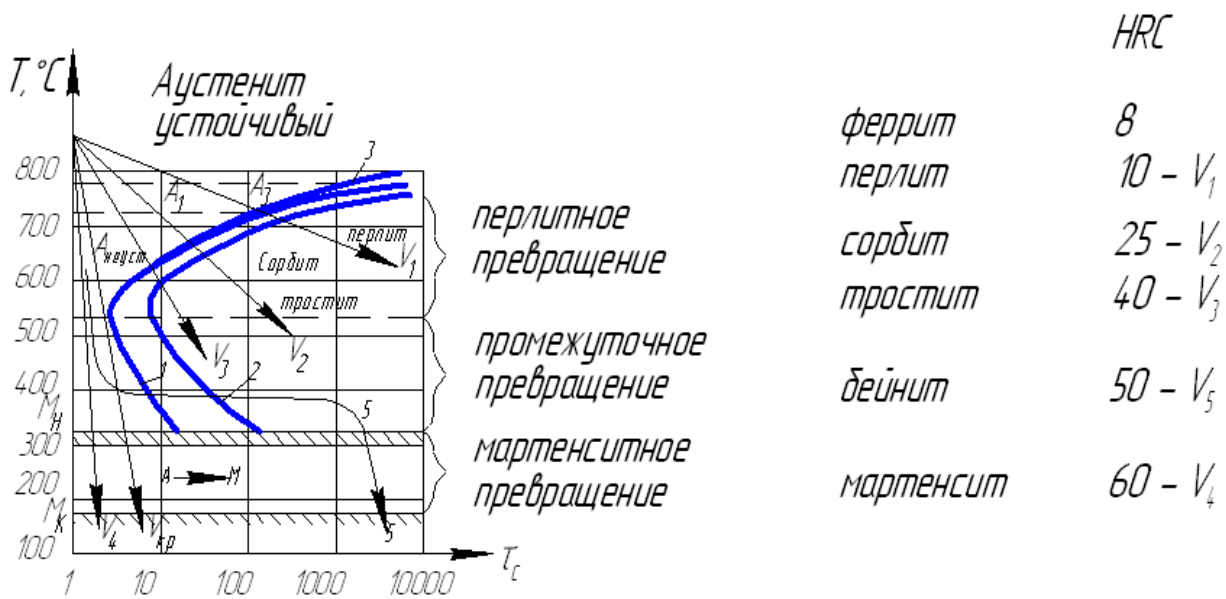 HRC
T,°C
Аустенит
устойчивый
феррит 8
перлит 10 – V₁
сорбит 25 – V₂
тростит 40 – V₃
бейнит 50 – V₅
мартенсит 60 – V₄
перлитное
превращение
промежуточное
превращение
мартенситное
превращение
800
700
600
500
400
Mн
300
200
Mк
100
3
A₁
Aнеуст
перлит
V₁
Сорбит
тростит
V₂
V₃
1
2
5
А
М
V₄
Vкр
5
1 10 100 1000 10000
τс